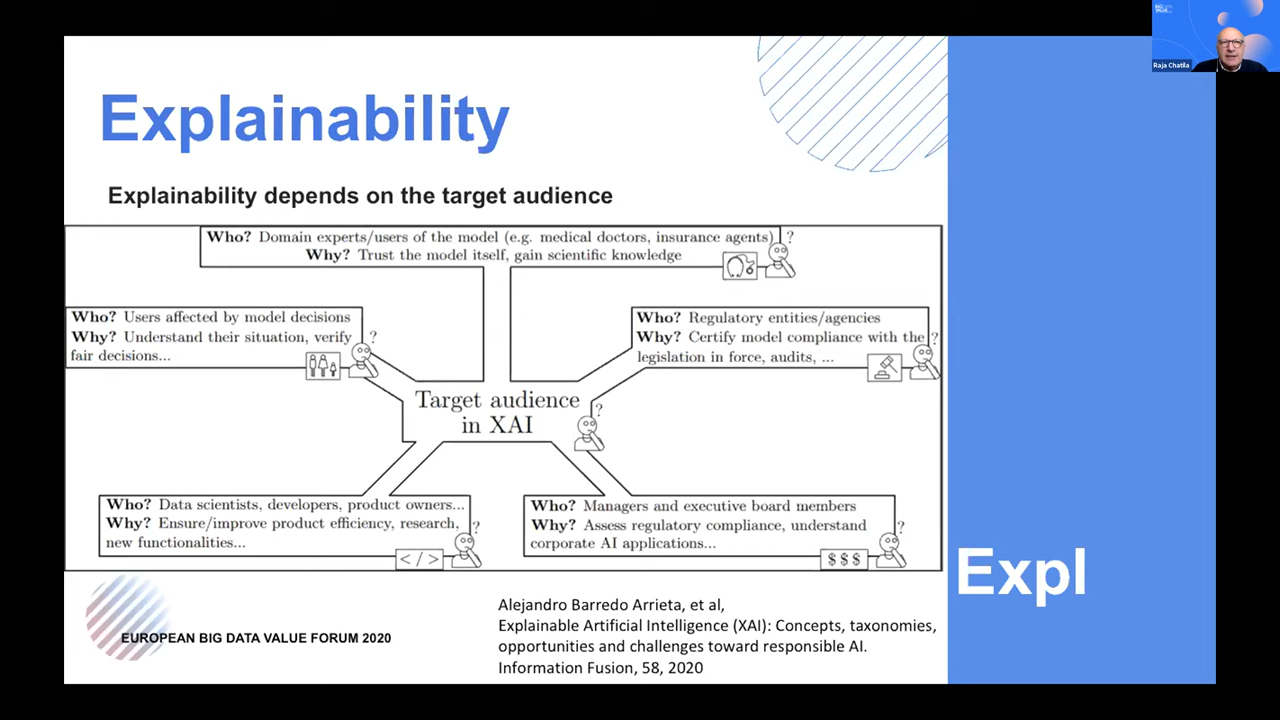 Raja Chatila
Explainability
Explainability depends on the target audience
Who? Domain experts/users of the model (e.g. medical doctors, insurance agents)
?
Why? Trust the model itself, gain scientific knowledge
Who? Users affected by model decisions
Why? Understand their situation, verify
?
fair decisions...
Who? Regulatory entities/agencies
Why? Certify model compliance with the
?
legislation in force, audits, ...
Target audience
in XAI
?
Who? Data scientists, developers, product owners...
Why? Ensure/improve product efficiency, research,
?
new functionalities...
</>
Who? Managers and executive board members
Why? Assess regulatory compliance, understand
?
corporate AI applications...
$$$
Expl
Alejandro Barredo Arrieta, et al,
Explainable Artificial Intelligence (XAI): Concepts, taxonomies,
opportunities and challenges toward responsible AI.
Information Fusion, 58, 2020
EUROPEAN BIG DATA VALUE FORUM 2020